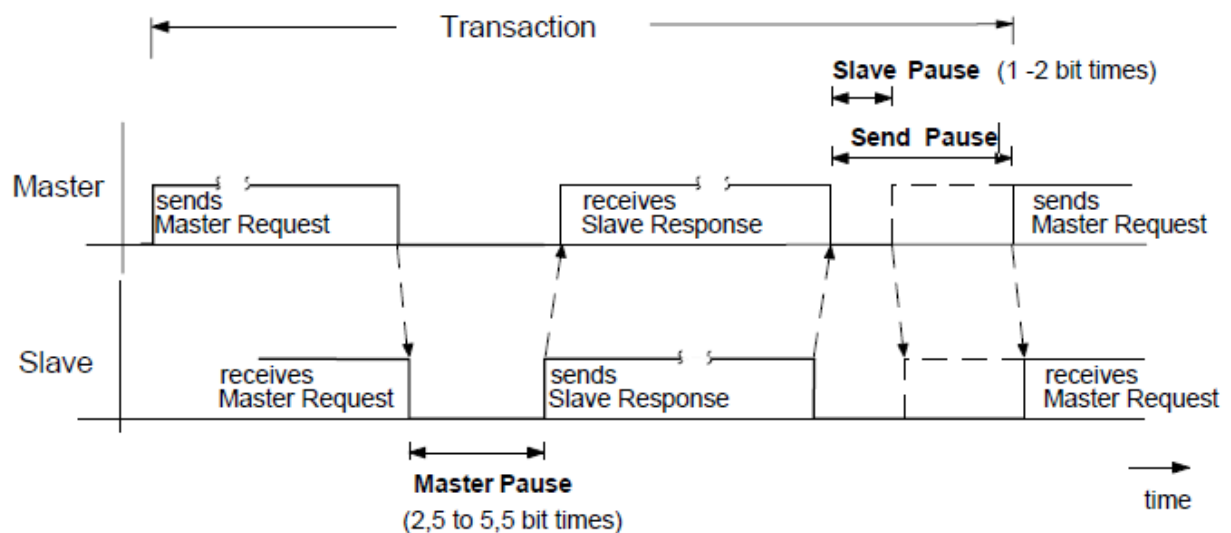 Transaction
Slave Pause (1 -2 bit times)
Send Pause
Master
sends
Master Request
receives
Slave Response
sends
Master Request
Slave
receives
Master Request
sends
Slave Response
receives
Master Request
Master Pause
(2,5 to 5,5 bit times)
time